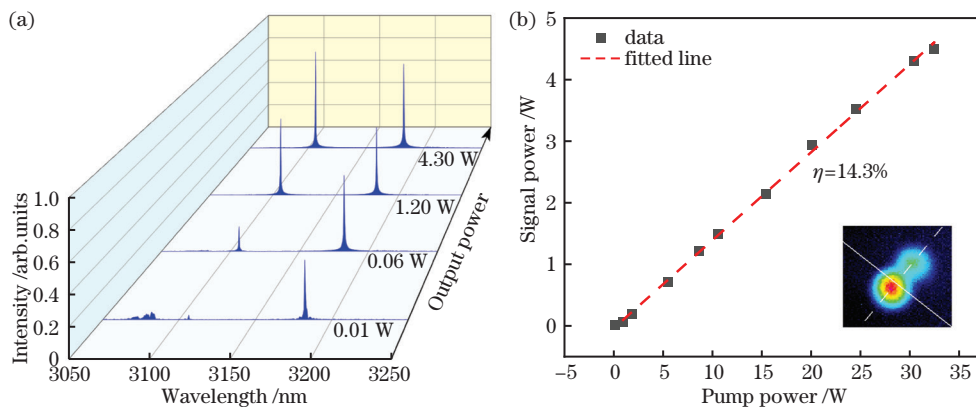 (a)
1.0
0.8
0.6
0.4
0.2
0
Intensity /arb.units
3050
3100
3150
3200
3250
Wavelength /nm
0.01 W
0.06 W
1.20 W
4.30 W
Output power
(b)
5
4
3
2
1
0
Signal power /W
data
fitted line
η=14.3%
−5
0
5
10
15
20
25
30
35
Pump power /W